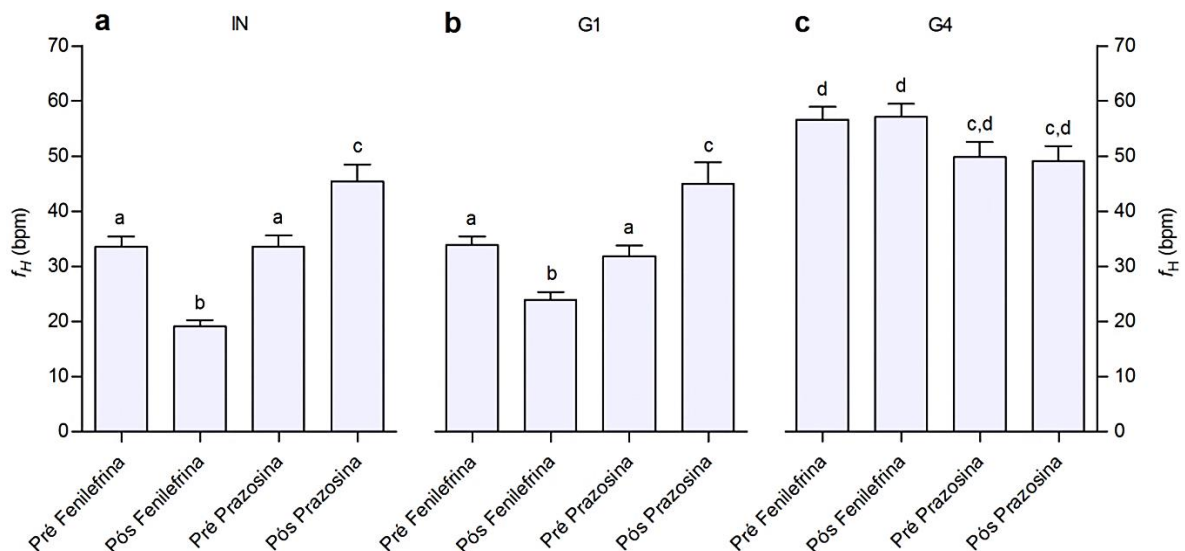 a IN b G1 c G4
70 70
60 60
50 50
40 40
30 30
20 20
10 10
0 0
f_H (bpm)
f_H (bpm)
a b a c
a b a c
d d c,d c,d
Pré Fenilefrina
Pós Fenilefrina
Pré Prazosina
Pós Prazosina
Pré Fenilefrina
Pós Fenilefrina
Pré Prazosina
Pós Prazosina
Pré Fenilefrina
Pós Fenilefrina
Pré Prazosina
Pós Prazosina